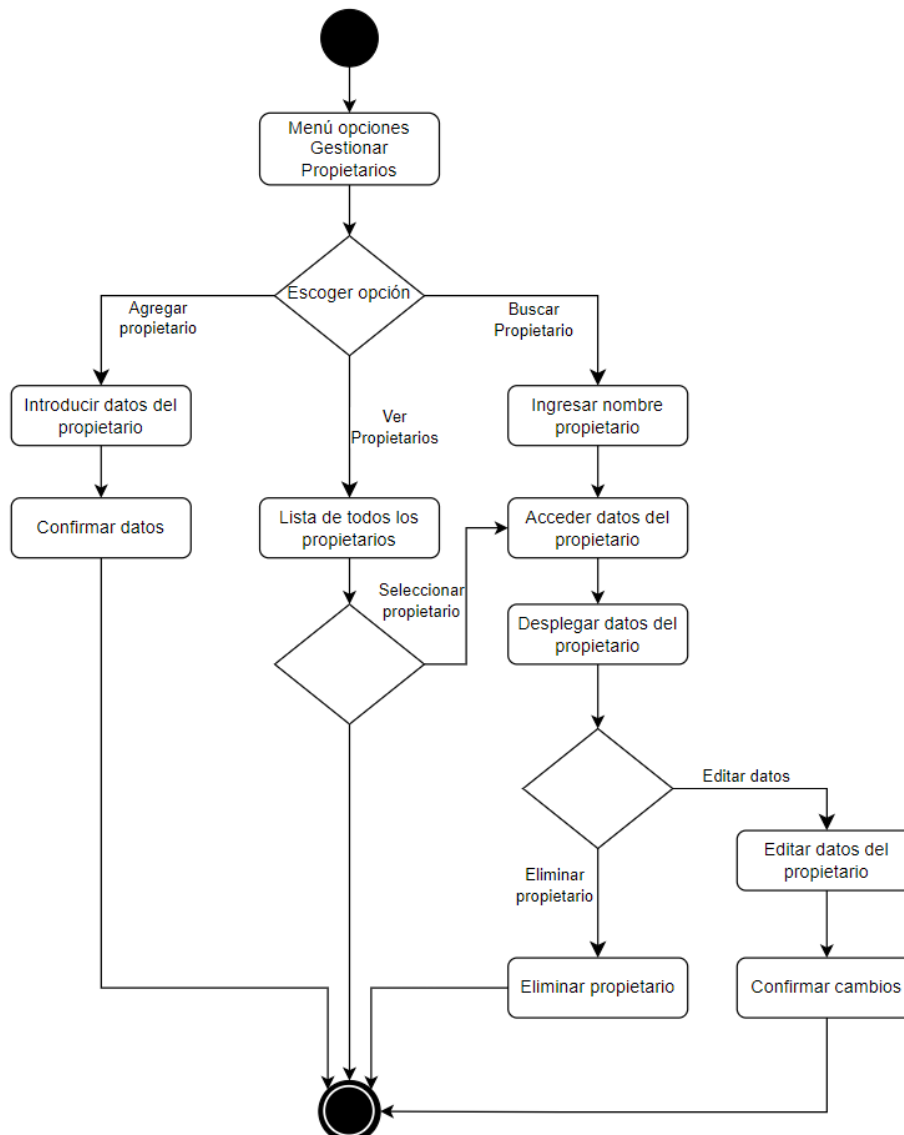 Menú opciones
Gestionar
Propietarios
Escoger opción
Agregar
propietario
Buscar
Propietario
Introducir datos del
propietario
Ver
Propietarios
Ingresar nombre
propietario
Confirmar datos
Lista de todos los
propietarios
Acceder datos del
propietario
Seleccionar
propietario
Desplegar datos del
propietario
Editar datos
Editar datos del
propietario
Eliminar
propietario
Eliminar propietario
Confirmar cambios